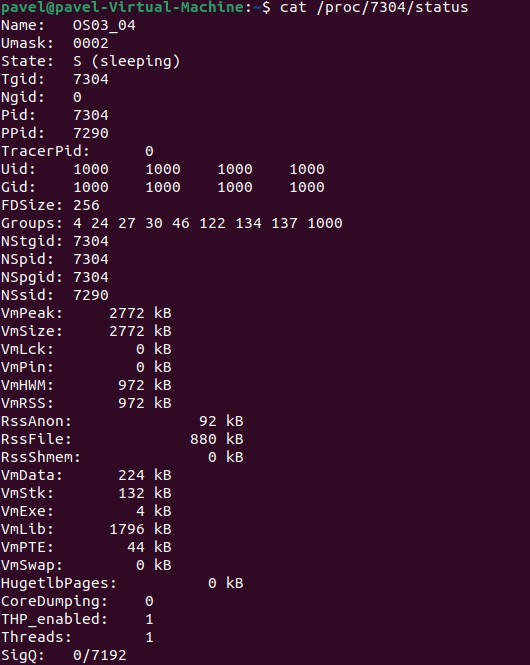 pavel@pavel-Virtual-Machine:~$ cat /proc/7304/status
Name:   OS03_04
Umask:  0002
State:  S (sleeping)
Tgid:   7304
Ngid:   0
Pid:    7304
PPid:   7290
TracerPid:      0
Uid:    1000    1000    1000    1000
Gid:    1000    1000    1000    1000
FDSize: 256
Groups: 4 24 27 30 46 122 134 137 1000
NStgid: 7304
NSpid:  7304
NSpgid: 7304
NSsid:  7290
VmPeak:     2772 kB
VmSize:     2772 kB
VmLck:         0 kB
VmPin:         0 kB
VmHWM:       972 kB
VmRSS:       972 kB
RssAnon:              92 kB
RssFile:             880 kB
RssShmem:              0 kB
VmData:      224 kB
VmStk:       132 kB
VmExe:         4 kB
VmLib:      1796 kB
VmPTE:        44 kB
VmSwap:        0 kB
HugetlbPages:          0 kB
CoreDumping:    0
THP_enabled:    1
Threads:        1
SigQ:   0/7192